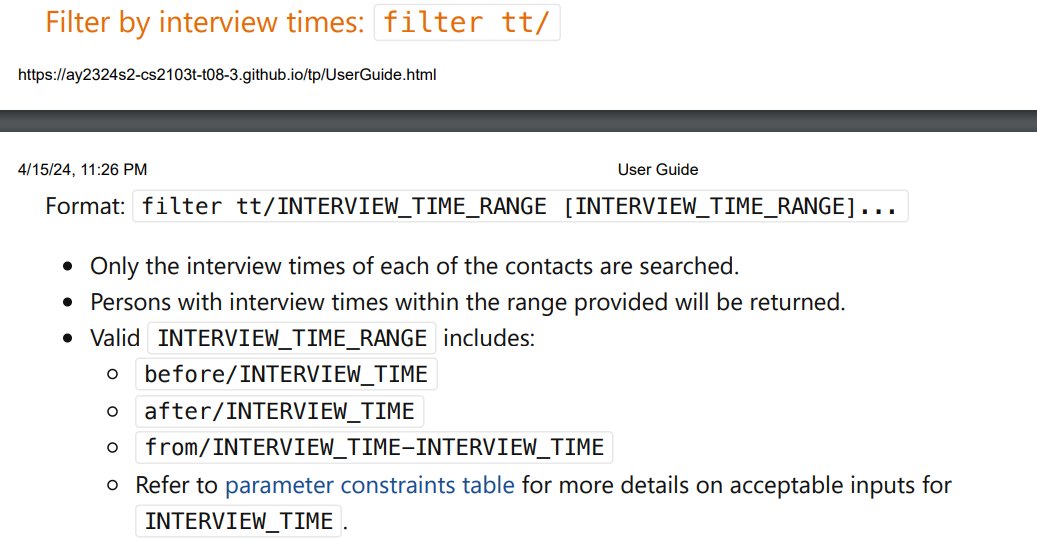 Filter by interview times: filter tt/
https://ay2324s2-cs2103t-t08-3.github.io/tp/UserGuide.html
4/15/24, 11:26 PM User Guide
Format: filter tt/INTERVIEW_TIME_RANGE [INTERVIEW_TIME_RANGE]...
• Only the interview times of each of the contacts are searched.
• Persons with interview times within the range provided will be returned.
• Valid INTERVIEW_TIME_RANGE includes:
○ before/INTERVIEW_TIME
○ after/INTERVIEW_TIME
○ from/INTERVIEW_TIME-INTERVIEW_TIME
○ Refer to parameter constraints table for more details on acceptable inputs for
INTERVIEW_TIME.